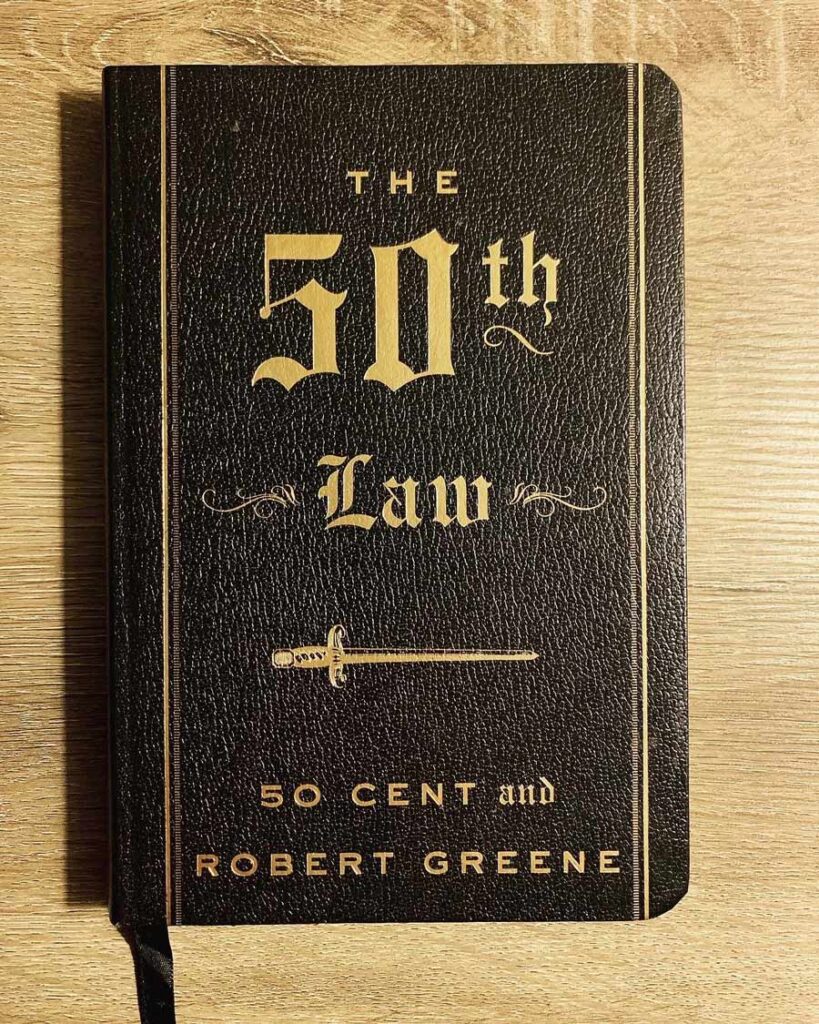 THE
50th
Law
50 CENT and
ROBERT GREENE